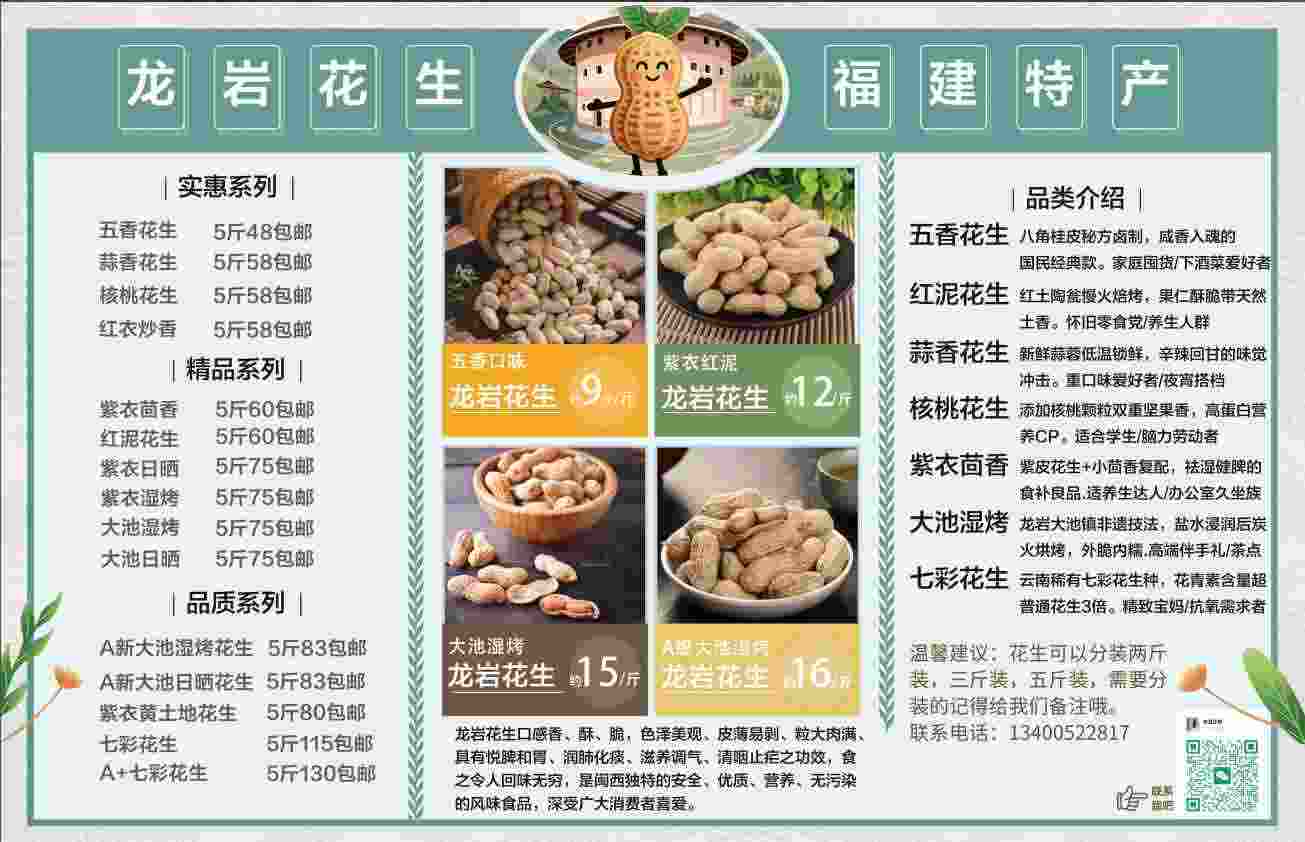 龙岩花生
福建特产
实惠系列
五香花生 5斤48包邮
蒜香花生 5斤58包邮
核桃花生 5斤58包邮
红衣炒香 5斤58包邮
精品系列
紫衣茴香 5斤60包邮
红泥花生 5斤60包邮
紫衣日晒 5斤75包邮
紫衣湿烤 5斤75包邮
大池湿烤 5斤75包邮
大池日晒 5斤75包邮
品质系列
A新大池湿烤花生 5斤83包邮
A新大池日晒花生 5斤83包邮
紫衣黄土地花生 5斤80包邮
七彩花生 5斤115包邮
A+七彩花生 5斤130包邮
五香口味
龙岩花生 约9元/斤
紫衣红泥
龙岩花生 约12/斤
大池湿烤
龙岩花生 约15/斤
大池湿烤
龙岩花生 约16/斤
龙岩花生口感香、酥、脆，色泽美观、皮薄易剥、粒大肉满、
具有悦脾和胃、润肺化痰、滋养调气、清咽止疟之功效，食
之令人回味无穷，是闽西独特的安全、优质、营养、无污染
的风味食品，深受广大消费者喜爱。
品类介绍
五香花生 八角桂皮秘方卤制，咸香入魂的
国民经典款。家庭囤货/下酒菜爱好者
红泥花生 红土陶瓮慢火焙烤，果仁酥脆带天然
土香。怀旧零食党/养生人群
蒜香花生 新鲜蒜蓉低温锁鲜，辛辣回甘的味觉
冲击。重口味爱好者/夜宵搭档
核桃花生 添加核桃颗粒双重坚果香，高蛋白营
养CP。适合学生/脑力劳动者
紫衣茴香 紫皮花生+小茴香复配，祛湿健脾的
食补良品.适养生达人/办公室久坐族
大池湿烤 龙岩大池镇非遗技法，盐水浸润后炭
火烘烤，外脆内糯.高端伴手礼/茶点
七彩花生 云南稀有七彩花生种，花青素含量超
普通花生3倍。精致宝妈/抗氧需求者
温馨建议：花生可以分装两斤
装，三斤装，五斤装，需要分
装的记得给我们备注哦。
联系电话：13400522817
联系
我吧